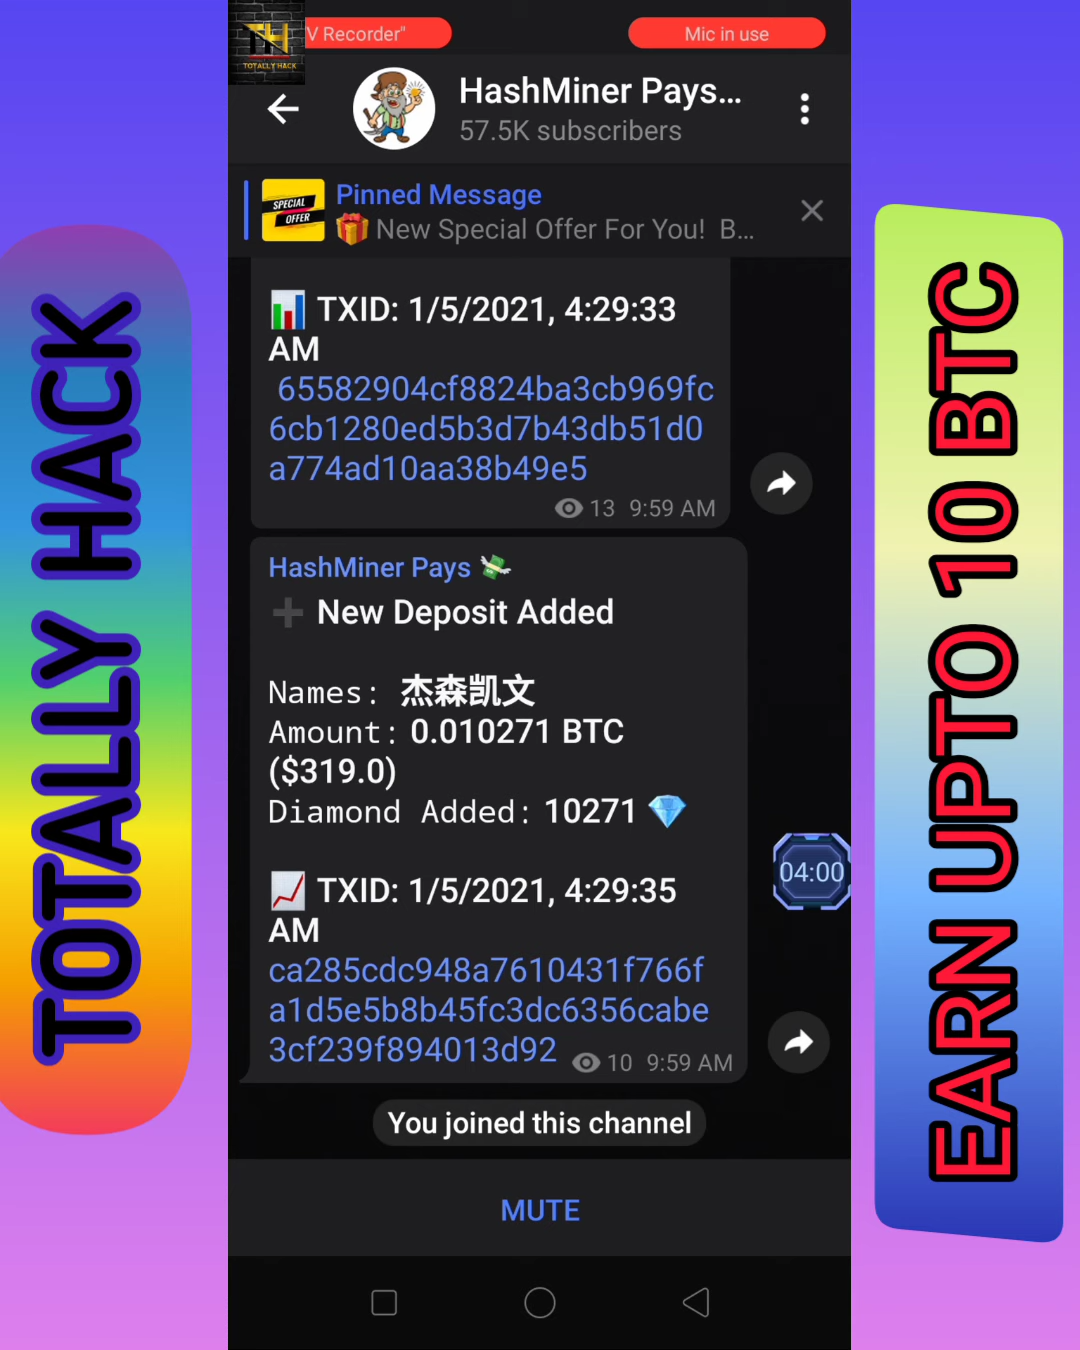 TH
TOTALLY HACK
V Recorder"
Mic in use
HashMiner Pays...
57.5K subscribers
SPECIAL
OFFER
Pinned Message
🎁 New Special Offer For You! B...
📊 TXID: 1/5/2021, 4:29:33
AM
65582904cf8824ba3cb969fc
6cb1280ed5b3d7b43db51d0
a774ad10aa38b49e5
13 9:59 AM
HashMiner Pays 💸
➕ New Deposit Added
Names: 杰森凯文
Amount: 0.010271 BTC
($319.0)
Diamond Added: 10271 💎
04:00
📈 TXID: 1/5/2021, 4:29:35
AM
ca285cdc948a7610431f766f
a1d5e5b8b45fc3dc6356cabe
3cf239f894013d92
10 9:59 AM
You joined this channel
MUTE
TOTALLY HACK
EARN UPTO 10 BTC